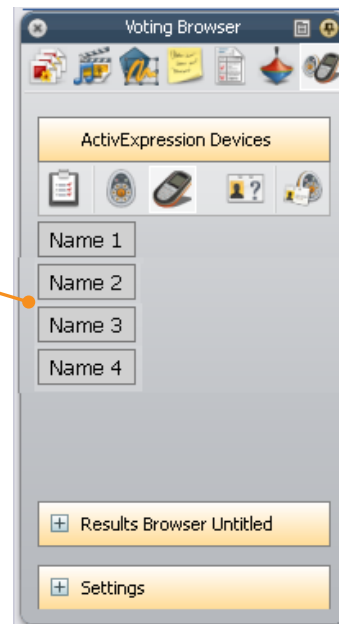 Voting Browser
ActivExpression Devices
Name 1
Name 2
Name 3
Name 4
Results Browser Untitled
Settings